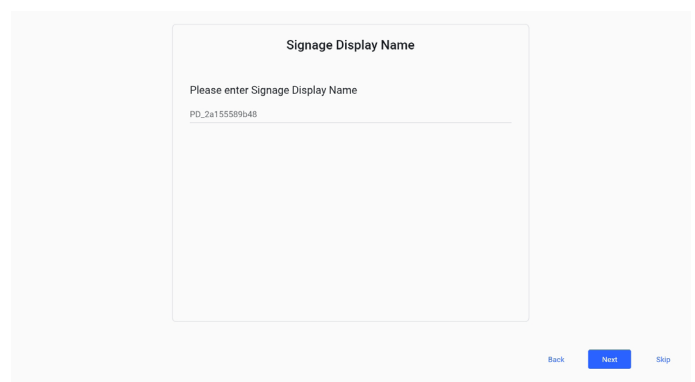 Signage Display Name
Please enter Signage Display Name
PD_2a155589b48
Back Next Skip